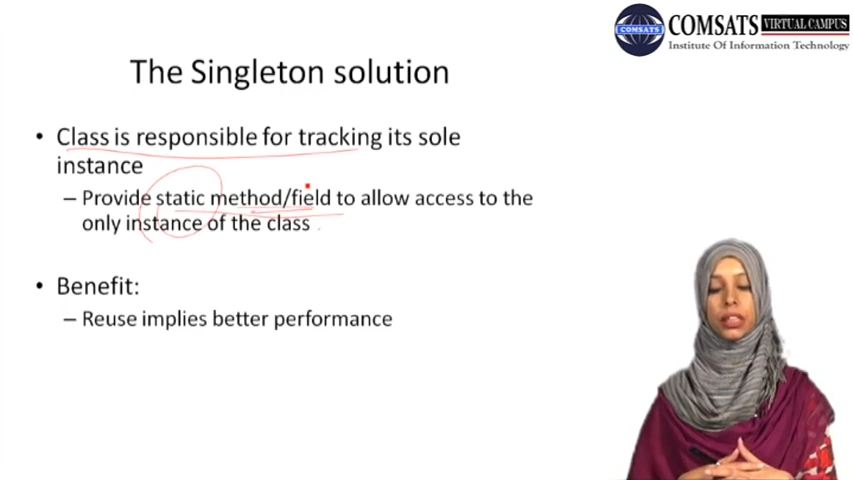 COMSATS VIRTUAL CAMPUS
COMSATS
Institute Of Information Technology
The Singleton solution
• Class is responsible for tracking its sole
instance
– Provide static method/field to allow access to the
only instance of the class
• Benefit:
– Reuse implies better performance